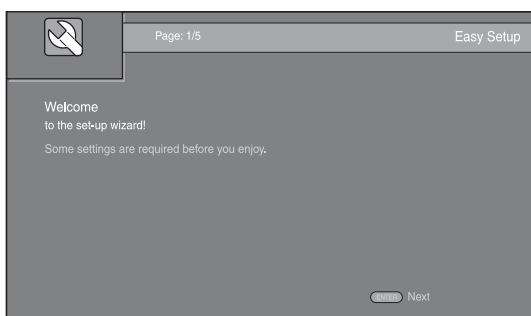 Page: 1/5
Easy Setup
Welcome
to the set-up wizard!
Some settings are required before you enjoy.
ENTER Next